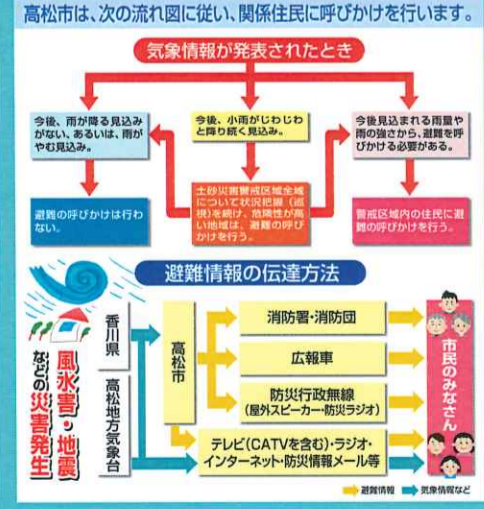 高松市は、次の流れ図に従い、関係住民に呼びかけを行います。
気象情報が発表されたとき
今後、雨が降る見込み
がない、あるいは、雨が
やむ見込み。
今後、小雨がじわじわ
と降り続く見込み。
今後見込まれる雨量や
雨の強さから、避難を呼
びかける必要がある。
避難の呼びかけは行わ
ない。
土砂災害警戒区域全域
について状況把握(巡
視)を続け、危険性が高
い地域は、避難の呼び
かけを行う。
警戒区域内の住民に避
難の呼びかけを行う。
避難情報の伝達方法
風水害・地震
などの災害発生
香川県
高松地方気象台
高松市
消防署・消防団
広報車
防災行政無線
(屋外スピーカー・防災ラジオ)
テレビ(CATVを含む)・ラジオ・
インターネット・防災情報メール等
市民のみなさん
避難情報
気象情報など